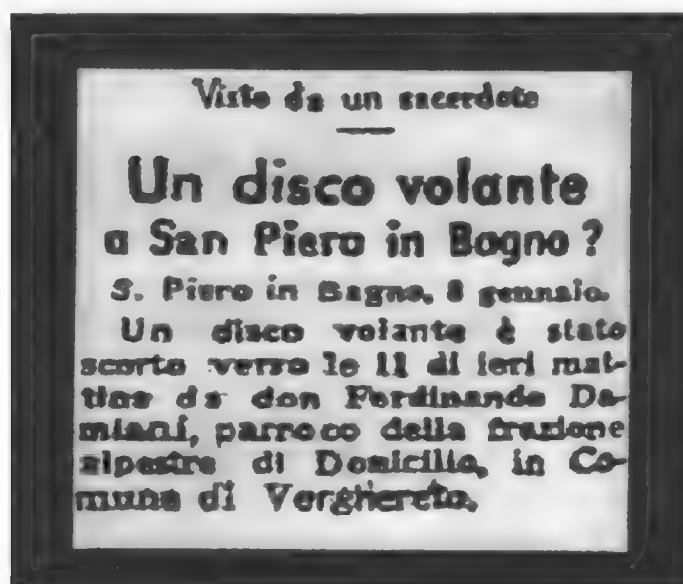 Visto da un sacerdote
Un disco volante
a San Piero in Bagno?
S. Piero in Bagno, 8 gennaio.
Un disco volante è stato
scorto verso le 11 di ieri mat-
tina da don Ferdinando Da-
miani, parroco della frazione
alpestre di Donicilio, in Co-
mune di Verghereto.